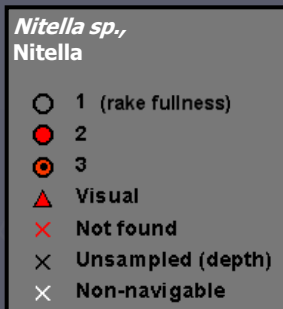 Nitella sp.,
Nitella
1 (rake fullness)
2
3
Visual
Not found
Unsampled (depth)
Non-navigable